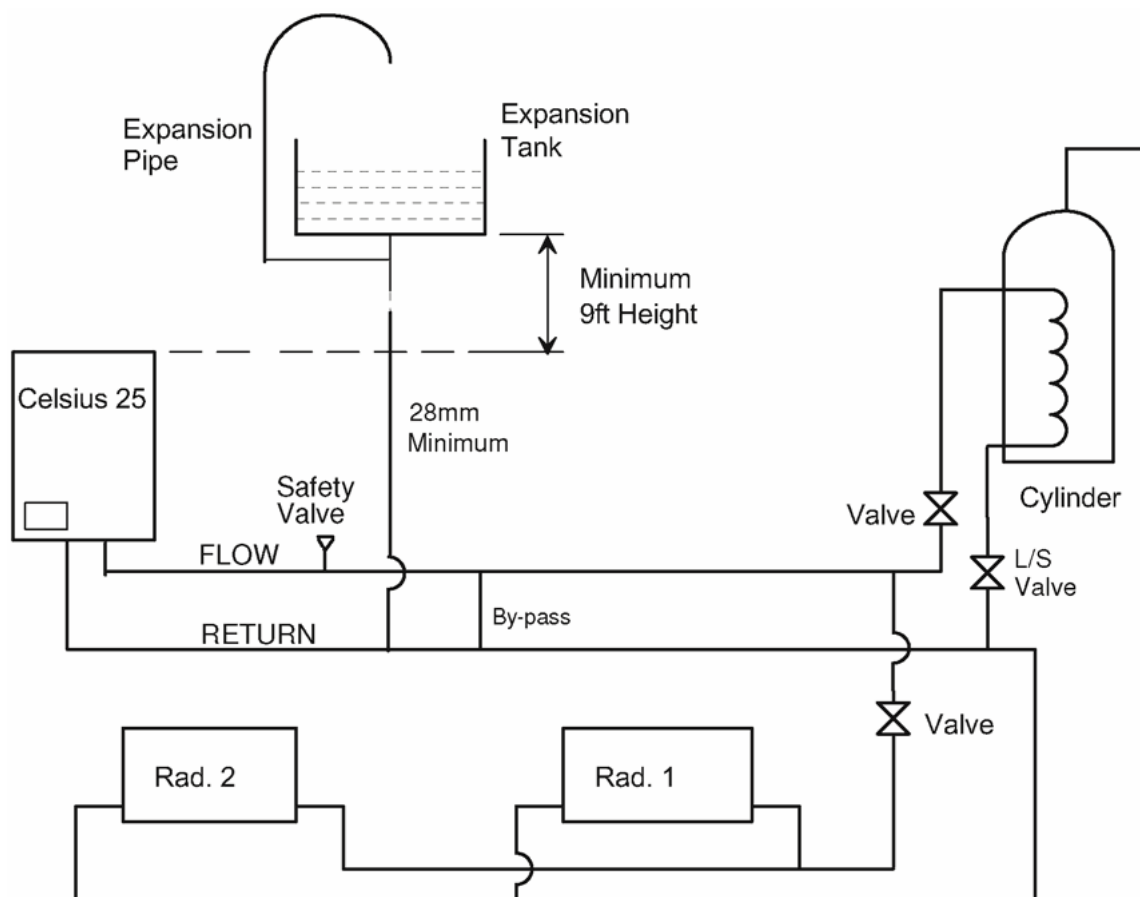 Expansion
Pipe
Expansion
Tank
Minimum
9ft Height
Celsius 25
28mm
Minimum
Safety
Valve
Valve
Cylinder
FLOW
L/S
Valve
By-pass
RETURN
Valve
Rad. 2
Rad. 1